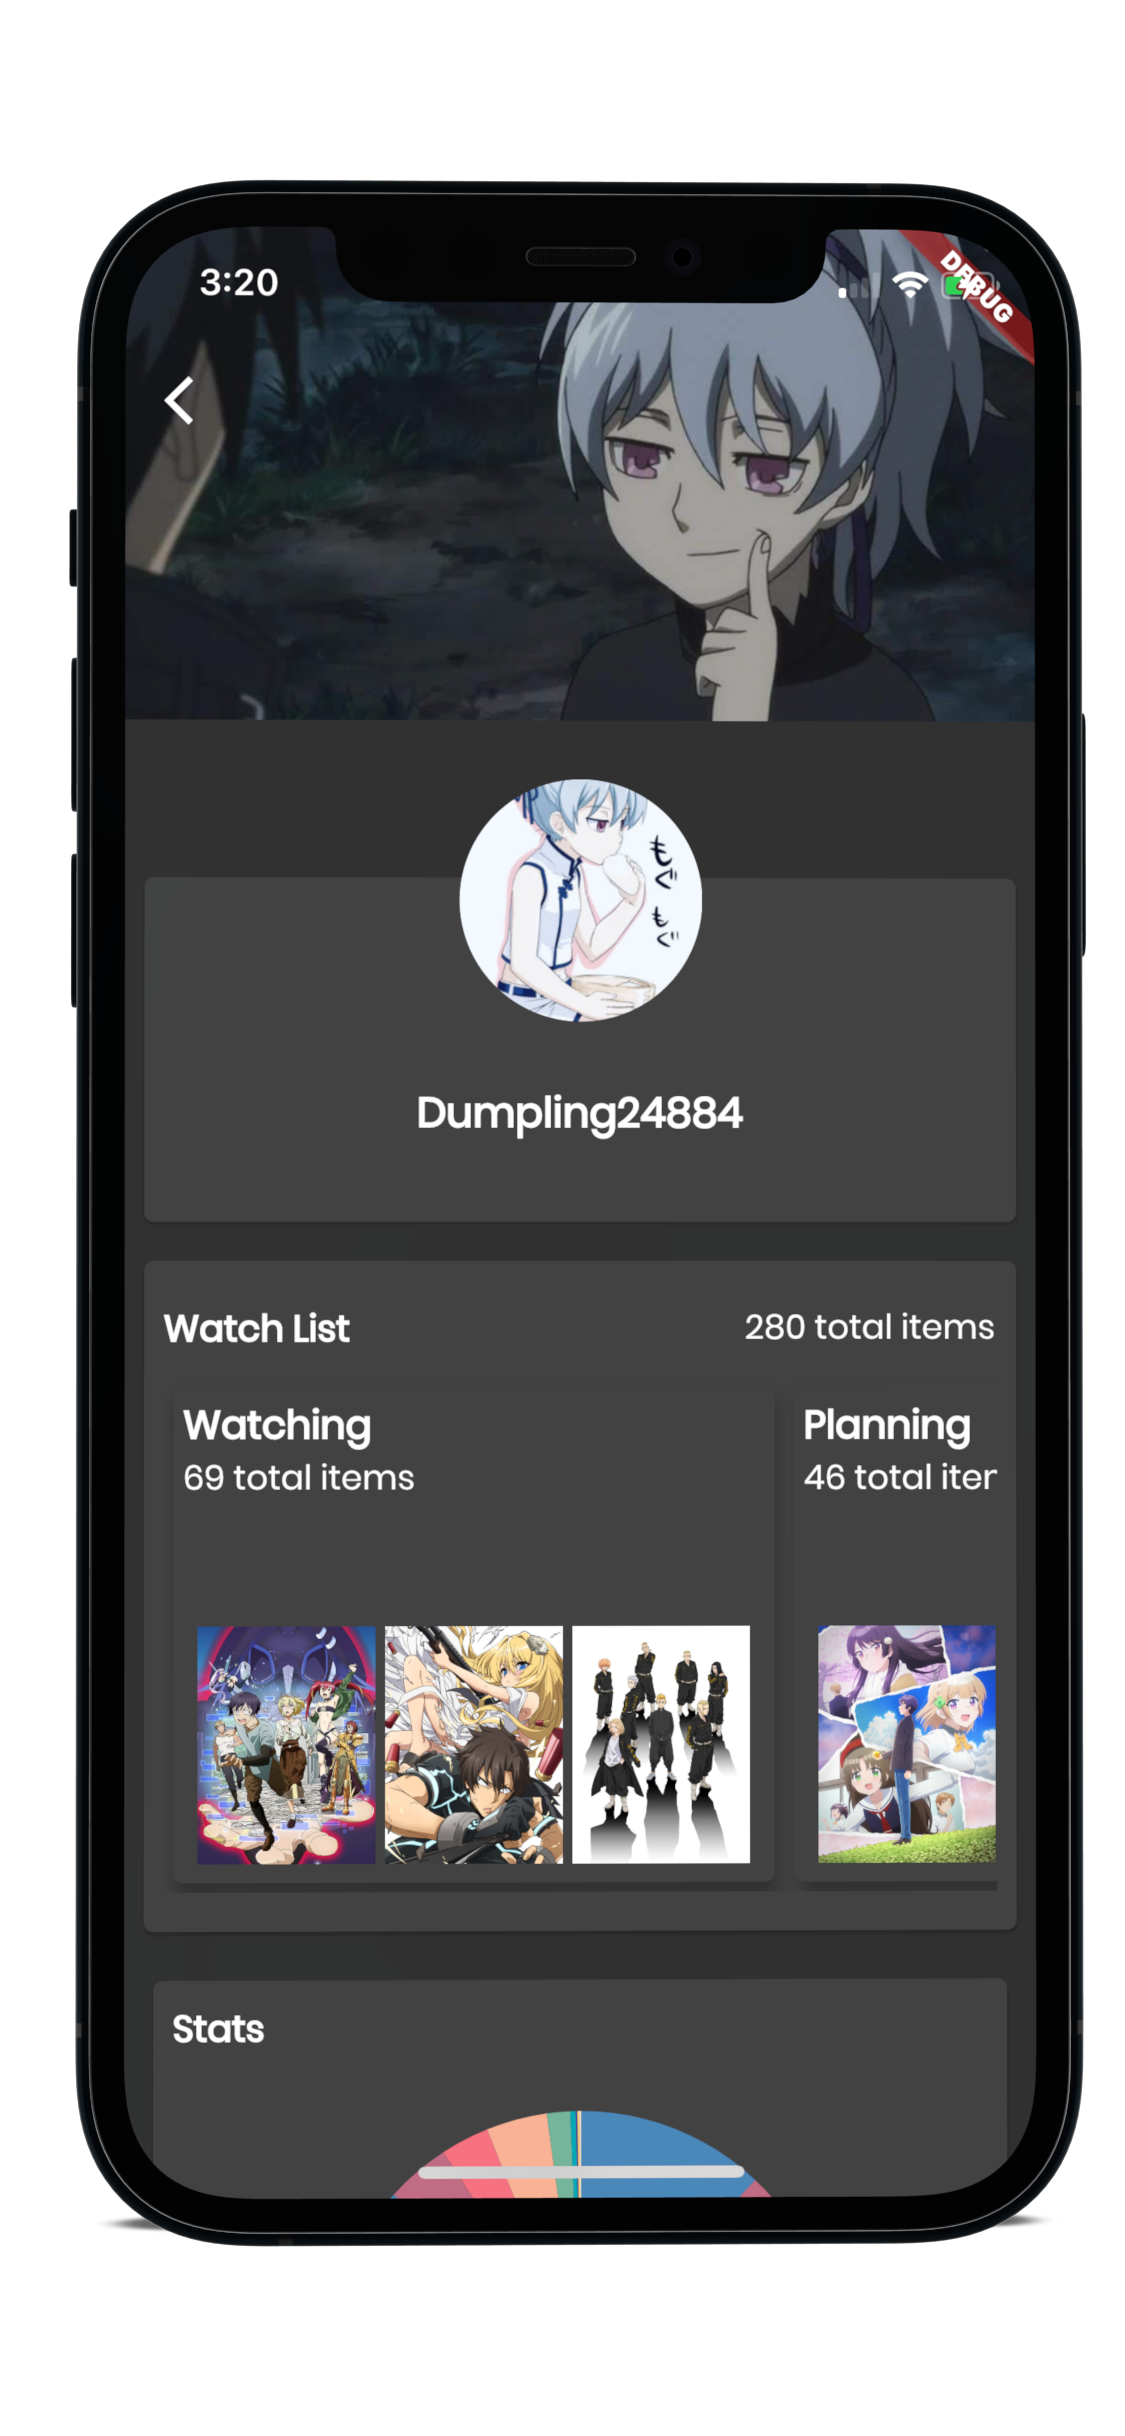 3:20
DEBUG
もぐ
もぐ
Dumpling24884
Watch List
280 total items
Watching
69 total items
Planning
46 total iter
Stats